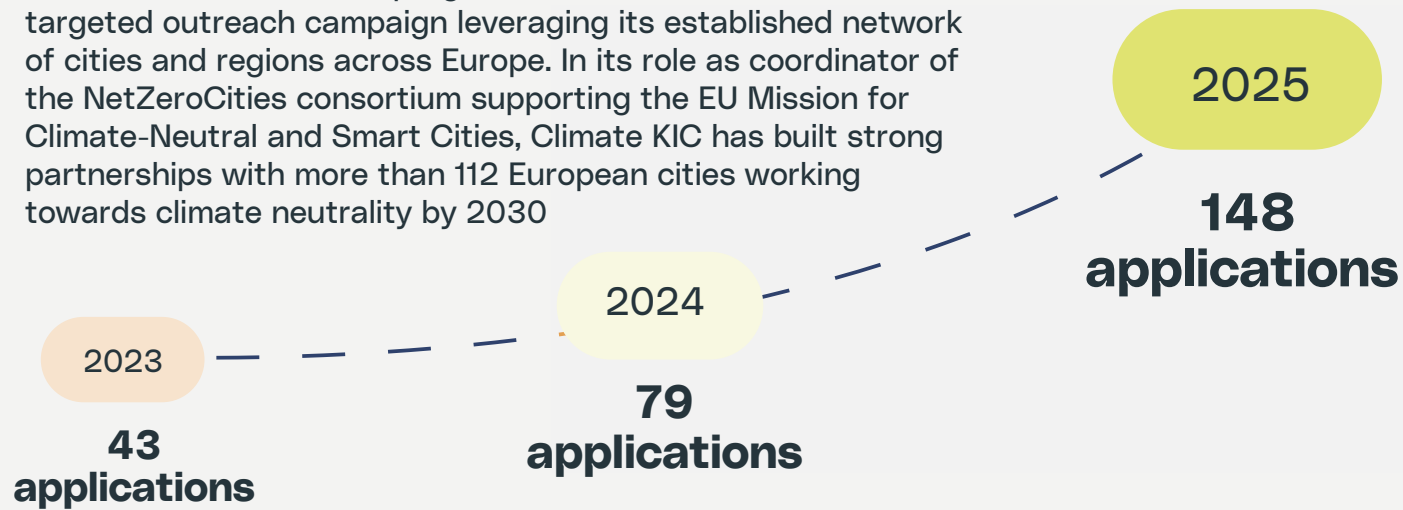 targeted outreach campaign leveraging its established network
of cities and regions across Europe. In its role as coordinator of
the NetZeroCities consortium supporting the EU Mission for
Climate-Neutral and Smart Cities, Climate KIC has built strong
partnerships with more than 112 European cities working
towards climate neutrality by 2030
2023
43
applications
2024
79
applications
2025
148
applications